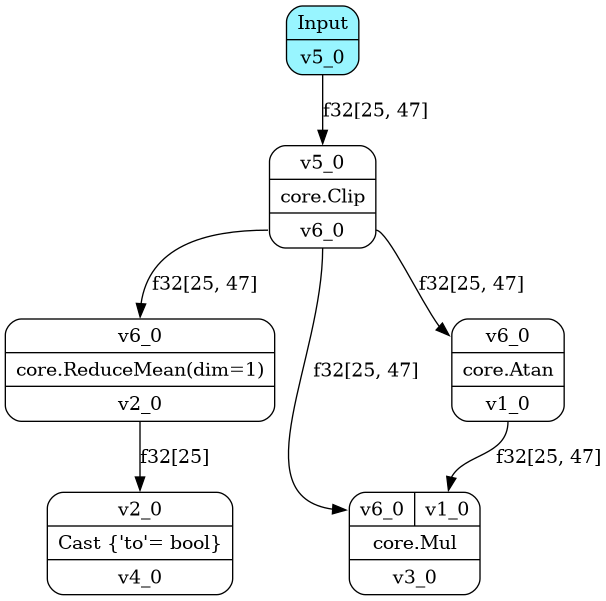 Input
v5_0
f32[25, 47]
v5_0
core.Clip
v6_0
f32[25, 47]
f32[25, 47]
f32[25, 47]
v6_0
core.ReduceMean(dim=1)
v2_0
v6_0
core.Atan
v1_0
f32[25]
f32[25, 47]
v2_0
Cast {'to'= bool}
v4_0
v6_0 v1_0
core.Mul
v3_0